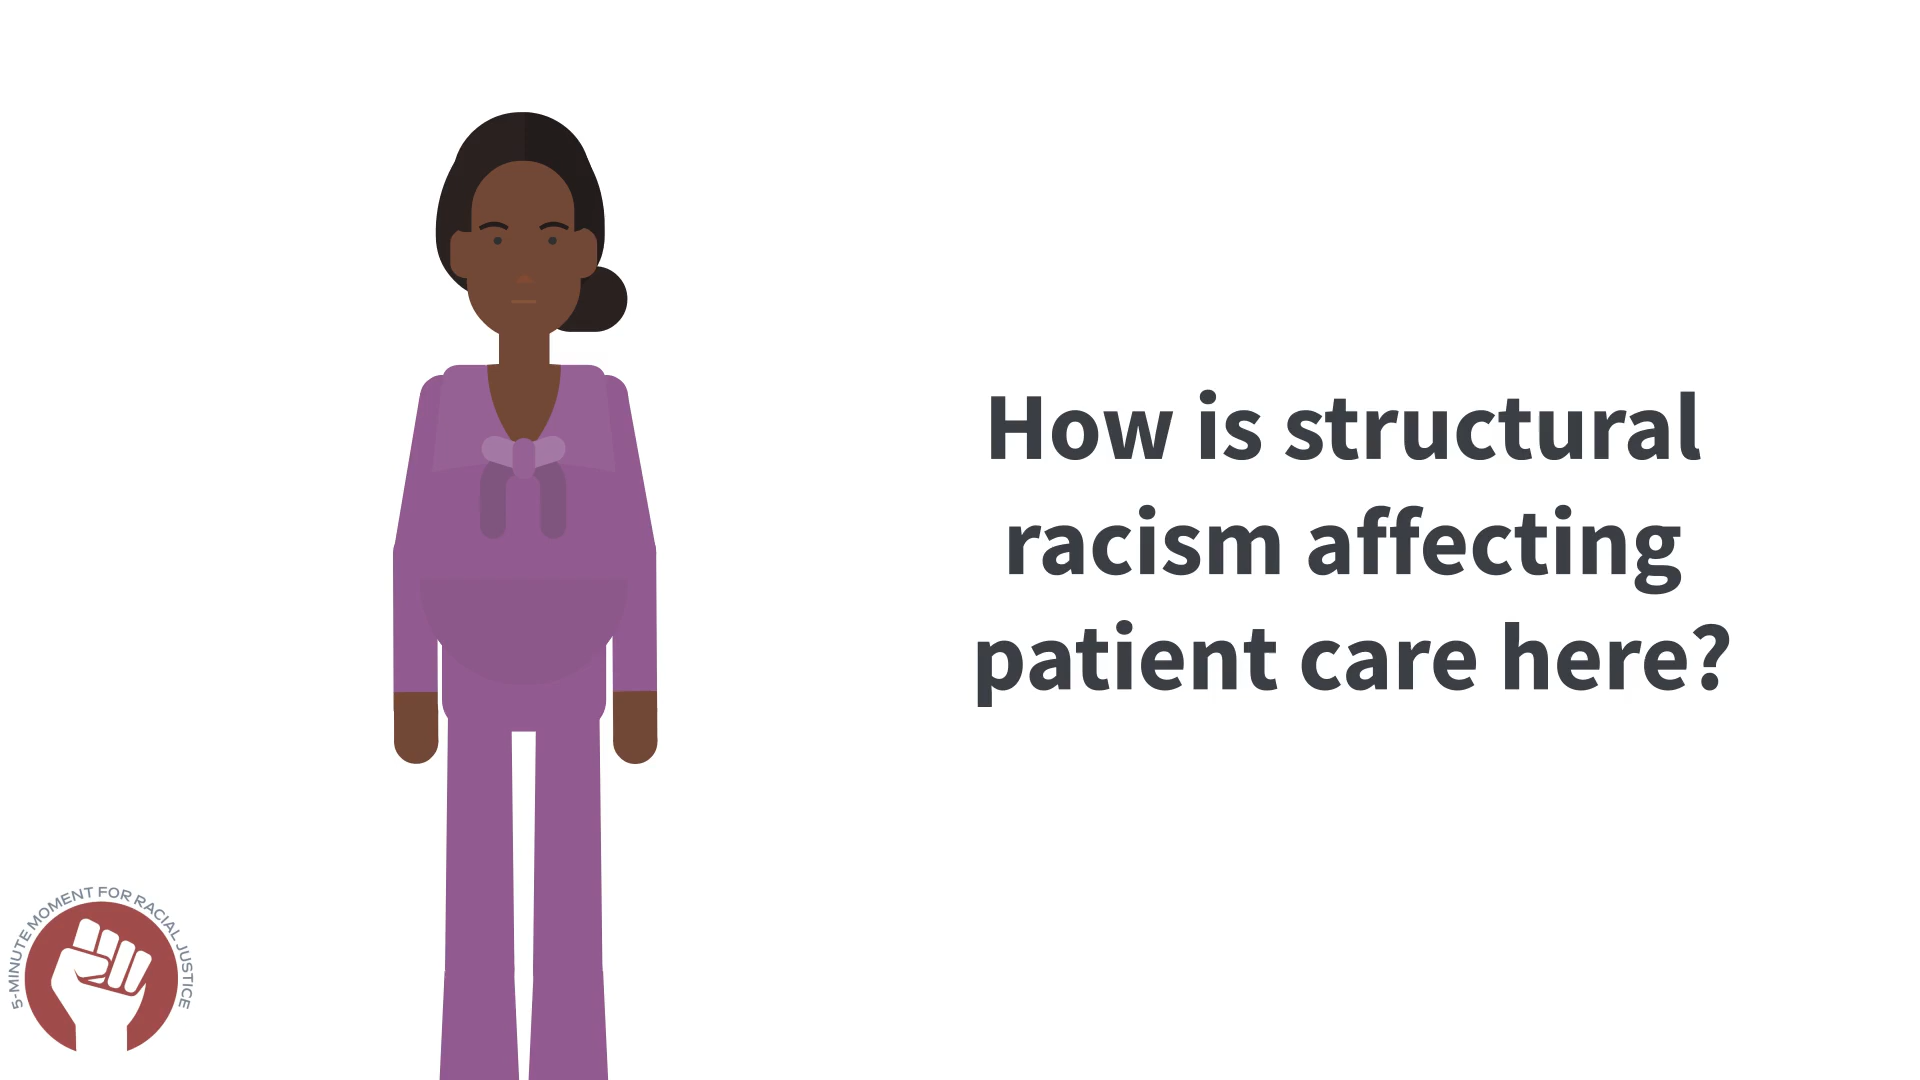 How is structural
racism affecting
patient care here?
5-MINUTE MOMENT FOR RACIAL JUSTICE